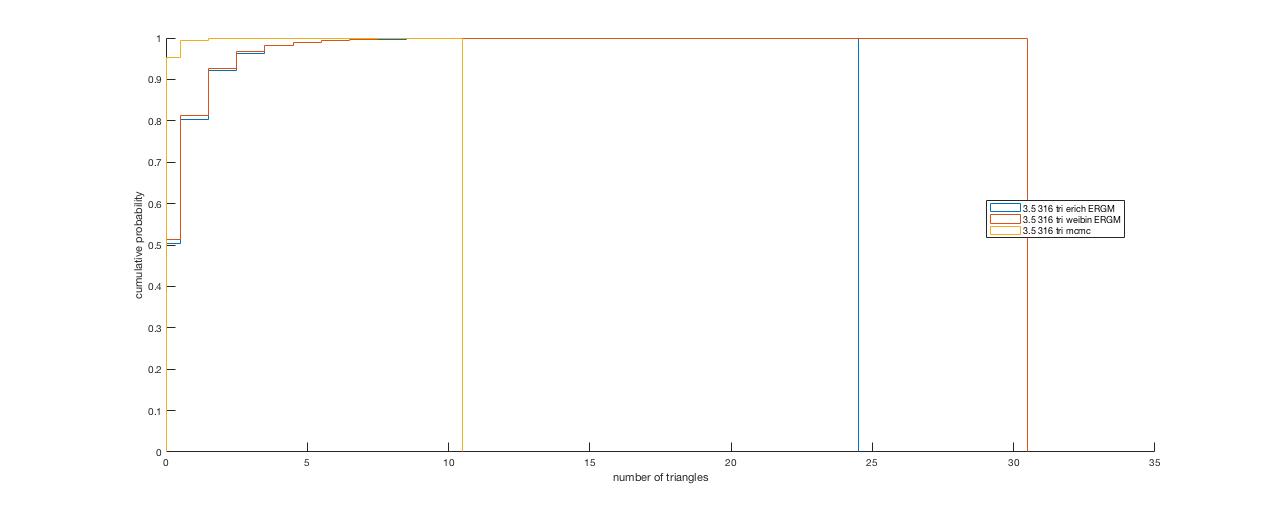 1
0.9
0.8
0.7
0.6
0.5
0.4
0.3
0.2
0.1
0
cumulative probability
0 5 10 15 20 25 30 35
number of triangles
3.5 316 tri erich ERGM
3.5 316 tri weibin ERGM
3.5 316 tri mcmc